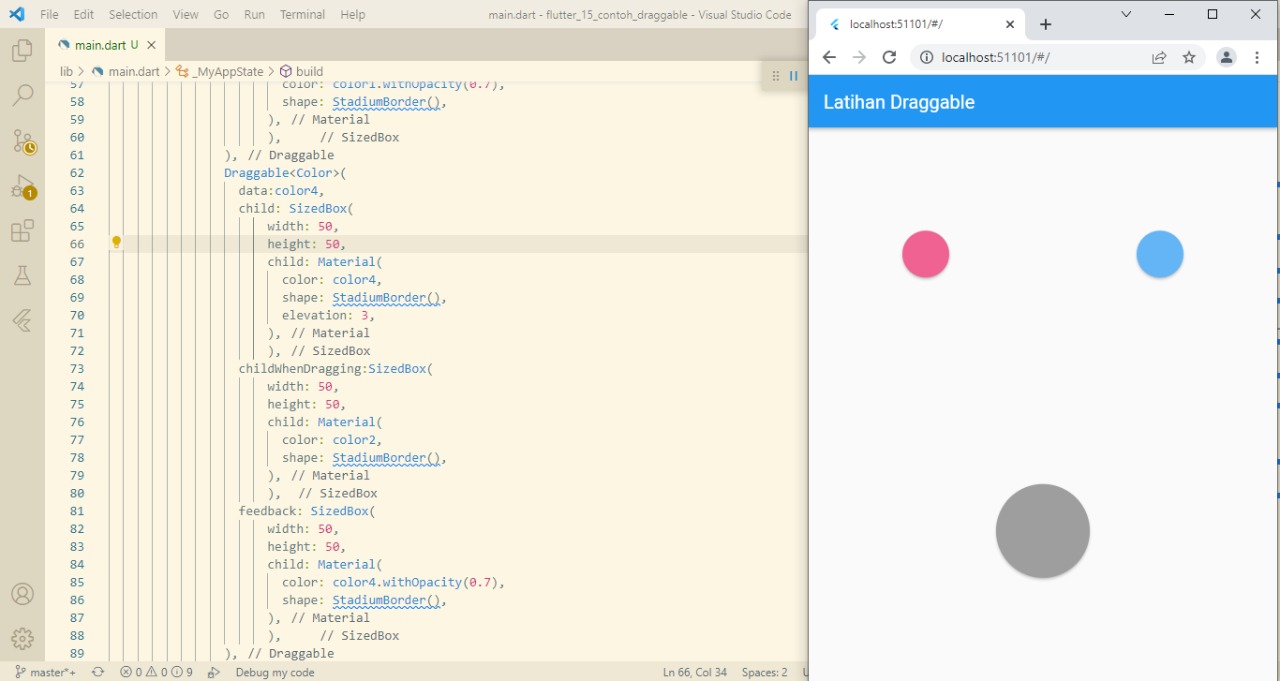 File Edit Selection View Go Run Terminal Help
main.dart - flutter_15_contoh_draggable - Visual Studio Code
main.dart U
lib > main.dart > _MyAppState > build
57 color: color1.withOpacity(0.7),
58 shape: StadiumBorder(),
59 ), // Material
60 ), // SizedBox
61 ), // Draggable
62 Draggable<Color>(
63 data:color4,
64 child: SizedBox(
65 width: 50,
66 height: 50,
67 child: Material(
68 color: color4,
69 shape: StadiumBorder(),
70 elevation: 3,
71 ), // Material
72 ), // SizedBox
73 childWhenDragging:SizedBox(
74 width: 50,
75 height: 50,
76 child: Material(
77 color: color2,
78 shape: StadiumBorder(),
79 ), // Material
80 ), // SizedBox
81 feedback: SizedBox(
82 width: 50,
83 height: 50,
84 child: Material(
85 color: color4.withOpacity(0.7),
86 shape: StadiumBorder(),
87 ), // Material
88 ), // SizedBox
89 ), // Draggable
1
master*+ 0 0 9 Debug my code Ln 66, Col 34 Spaces: 2
localhost:51101/#/
localhost:51101/#/
Latihan Draggable